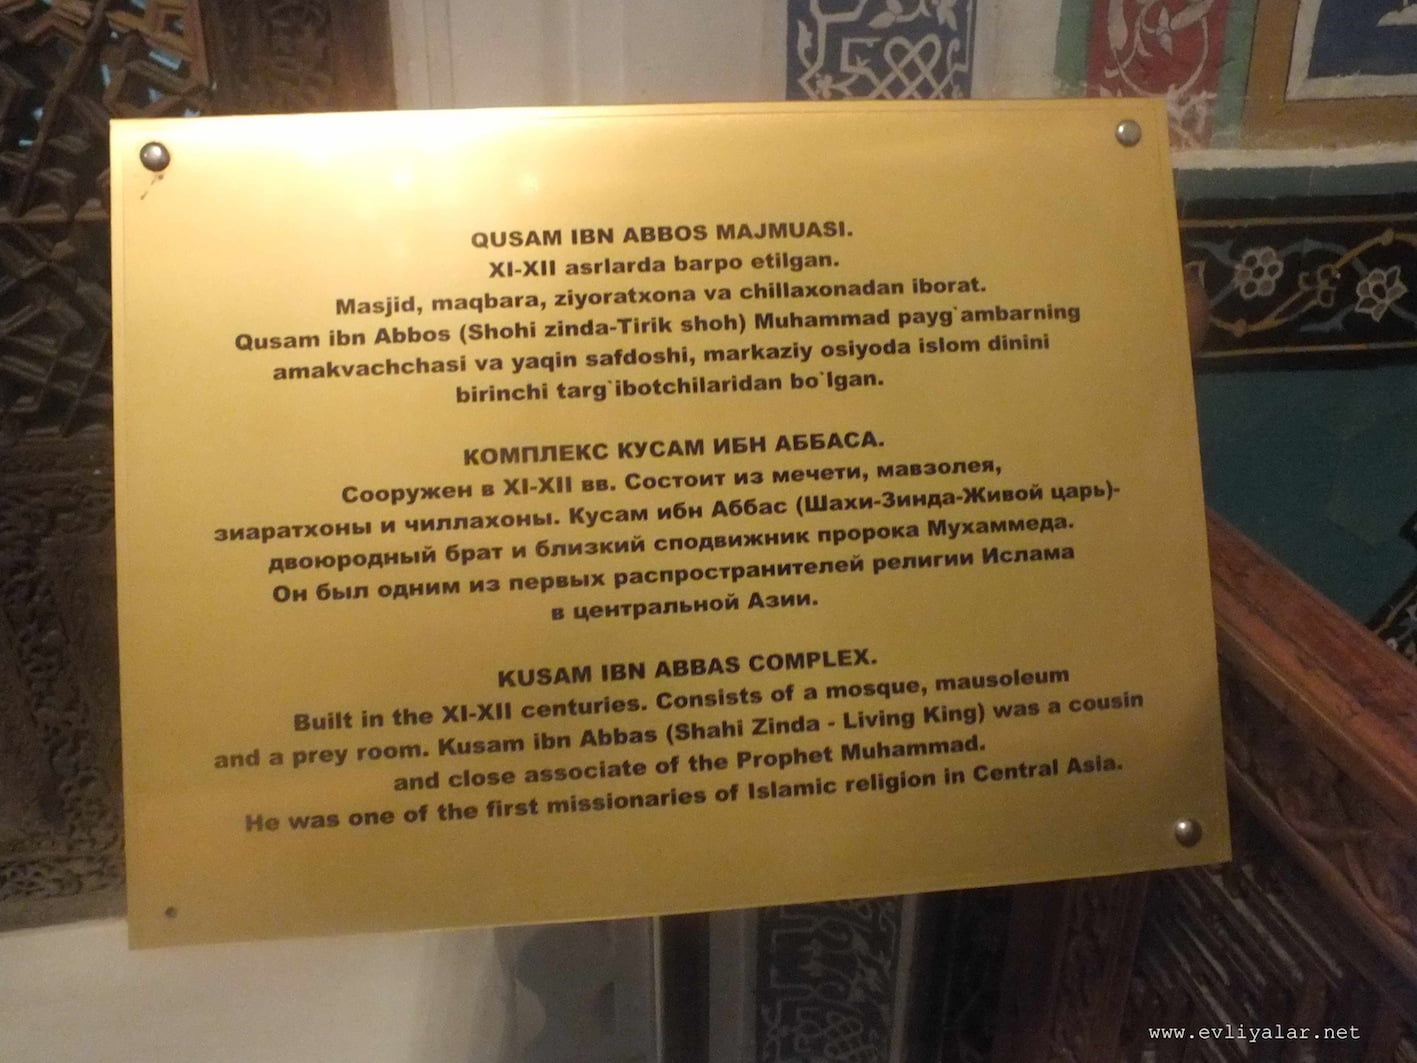 QUSAM IBN ABBOS MAJMUASI.
XI-XII asrlarda barpo etilgan.
Masjid, maqbara, ziyoratxona va chillaxonadan iborat.
Qusam ibn Abbos (Shohi zinda-Tirik shoh) Muhammad payg`ambarning
amakvachchasi va yaqin safdoshi, markaziy osiyoda islom dinini
birinchi targ`ibotchilaridan bo`lgan.
КОМПЛЕКС КУСАМ ИБН АББАСА.
Сооружен в XI-XII вв. Состоит из мечети, мавзолея,
зиаратхоны и чиллахоны. Кусам ибн Аббас (Шахи-Зинда-Живой царь)-
двоюродный брат и близкий сподвижник пророка Мухаммеда.
Он был одним из первых распространителей религии Ислама
в центральной Азии.
KUSAM IBN ABBAS COMPLEX.
Built in the XI-XII centuries. Consists of a mosque, mausoleum
and a prey room. Kusam ibn Abbas (Shahi Zinda - Living King) was a cousin
and close associate of the Prophet Muhammad.
He was one of the first missionaries of Islamic religion in Central Asia.
www.evliyalar.net